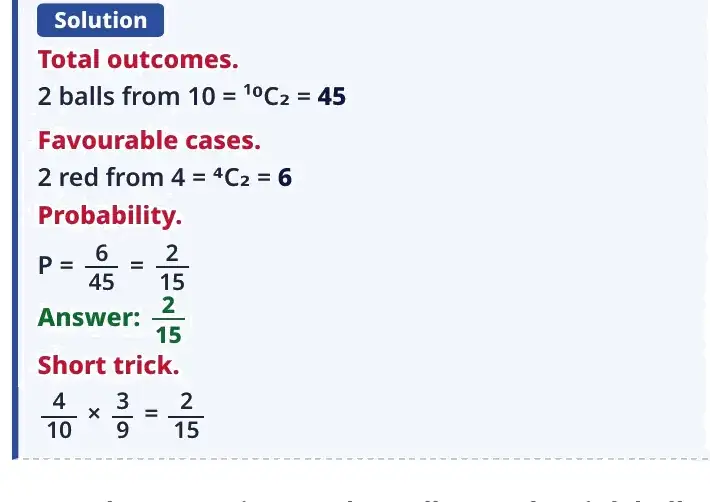 Solution
Total outcomes.
2 balls from 10 = ¹⁰C₂ = 45
Favourable cases.
2 red from 4 = ⁴C₂ = 6
Probability.
P = 6/45 = 2/15
Answer: 2/15
Short trick.
4/10 × 3/9 = 2/15